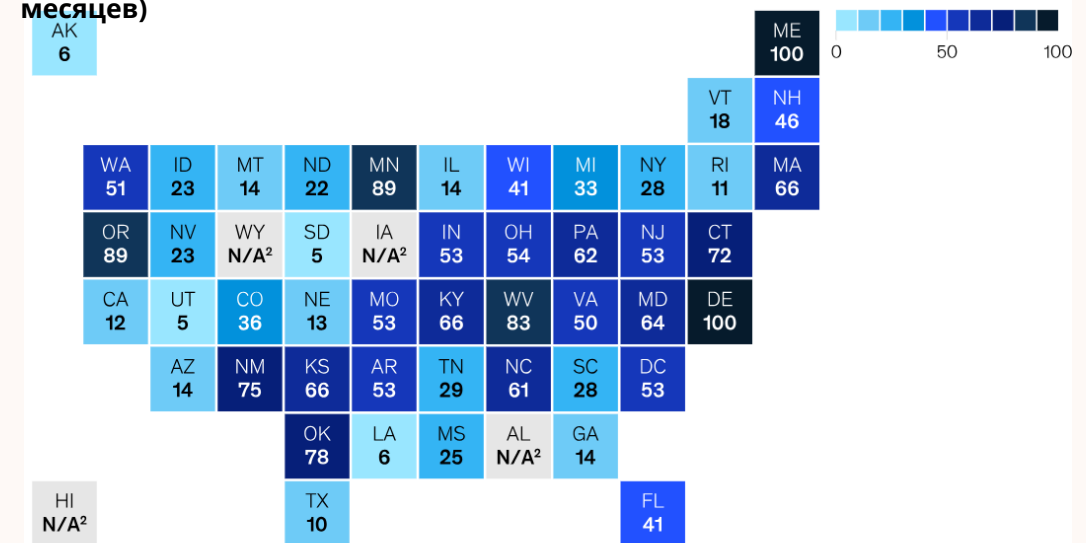 месяцев)
AK
6
ME
100
0 50 100
VT NH
18 46
WA ID MT ND MN IL WI MI NY RI MA
51 23 14 22 89 14 41 33 28 11 66
OR NV WY SD IA IN OH PA NJ CT
89 23 N/A² 5 N/A² 53 54 62 53 72
CA UT CO NE MO KY WV VA MD DE
12 5 36 13 53 66 83 50 64 100
AZ NM KS AR TN NC SC DC
14 75 66 53 29 61 28 53
OK LA MS AL GA
78 6 25 N/A² 14
HI TX FL
N/A² 10 41